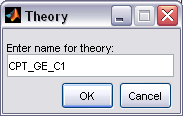 Theory
Enter name for theory:
CPT_GE_C1
OK Cancel